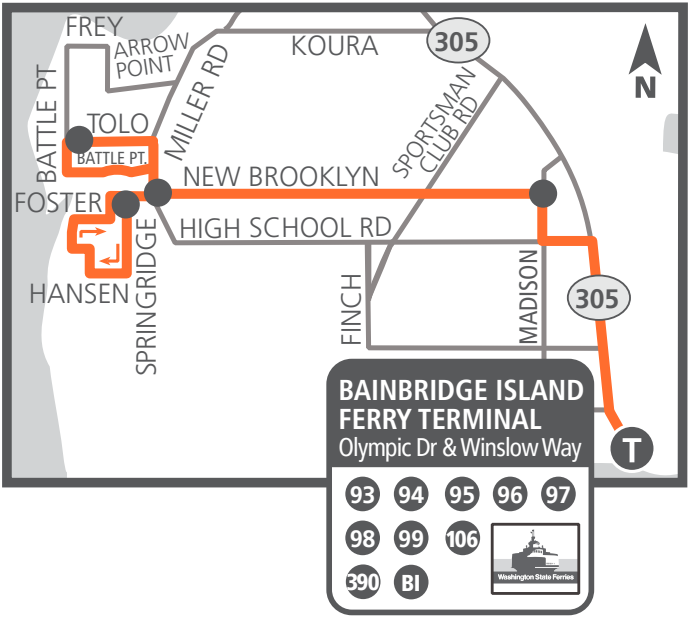 FREY
ARROW
POINT
KOURA
305
N
MILLER RD
SPORTSMAN
CLUB RD
BATTLE PT
TOLO
BATTLE PT.
NEW BROOKLYN
FOSTER
HIGH SCHOOL RD
SPRINGRIDGE
HANSEN
FINCH
MADISON
305
BAINBRIDGE ISLAND
FERRY TERMINAL
Olympic Dr & Winslow Way
T
93 94 95 96 97
98 99 106
390 BI
Washington State Ferries